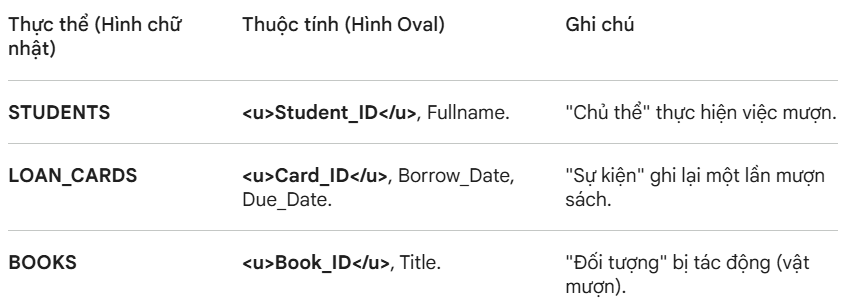 Thực thể (Hình chữ nhật) Thuộc tính (Hình Oval) Ghi chú
STUDENTS <u>Student_ID</u>, Fullname. "Chủ thể" thực hiện việc mượn.
LOAN_CARDS <u>Card_ID</u>, Borrow_Date, Due_Date. "Sự kiện" ghi lại một lần mượn sách.
BOOKS <u>Book_ID</u>, Title. "Đối tượng" bị tác động (vật mượn).